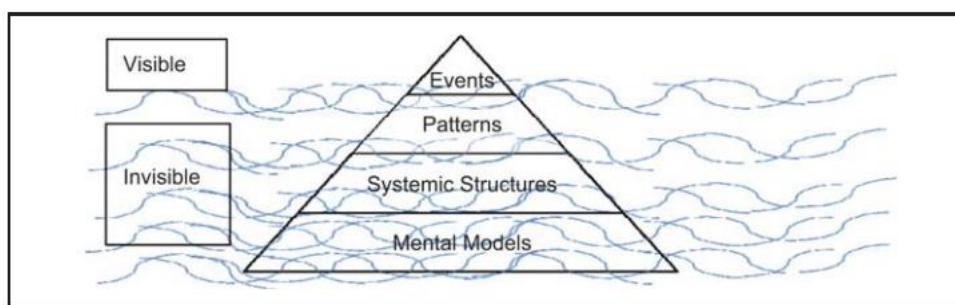 Visible
Events
Patterns
Invisible
Systemic Structures
Mental Models